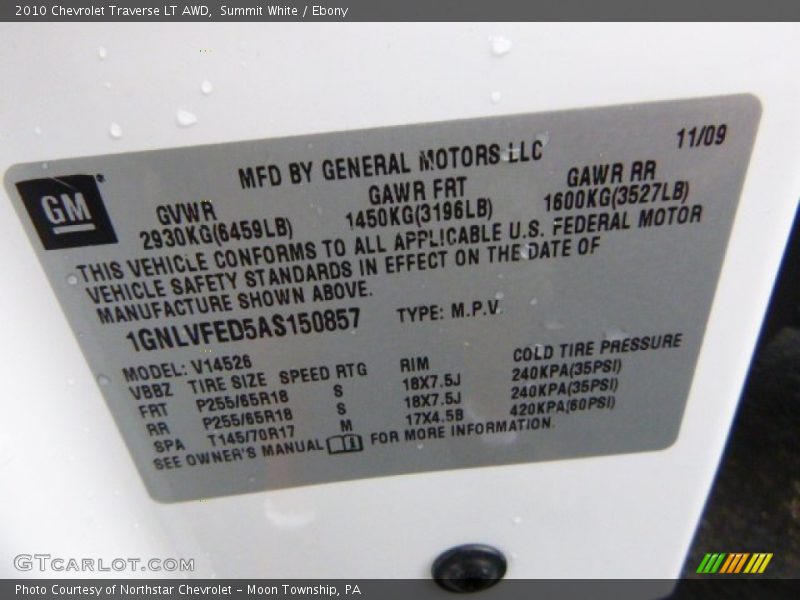 2010 Chevrolet Traverse LT AWD,  Summit White / Ebony
11/09
MFD BY GENERAL MOTORS LLC
GM
GVWR GAWR FRT GAWR RR
2930KG(6459LB) 1450KG(3196LB) 1600KG(3527LB)
THIS VEHICLE CONFORMS TO ALL APPLICABLE U.S. FEDERAL MOTOR
VEHICLE SAFETY STANDARDS IN EFFECT ON THE DATE OF
MANUFACTURE SHOWN ABOVE.
1GNLVFED5AS150857 TYPE: M.P.V.
MODEL: V14526
VBBZ TIRE SIZE SPEED RTG RIM COLD TIRE PRESSURE
FRT P255/65R18 S 18X7.5J 240KPA(35PSI)
RR P255/65R18 S 18X7.5J 240KPA(35PSI)
SPA T145/70R17 M 17X4.5B 420KPA(60PSI)
SEE OWNER'S MANUAL FOR MORE INFORMATION.
GTCARLOT.COM
Photo Courtesy of Northstar Chevrolet - Moon Township, PA